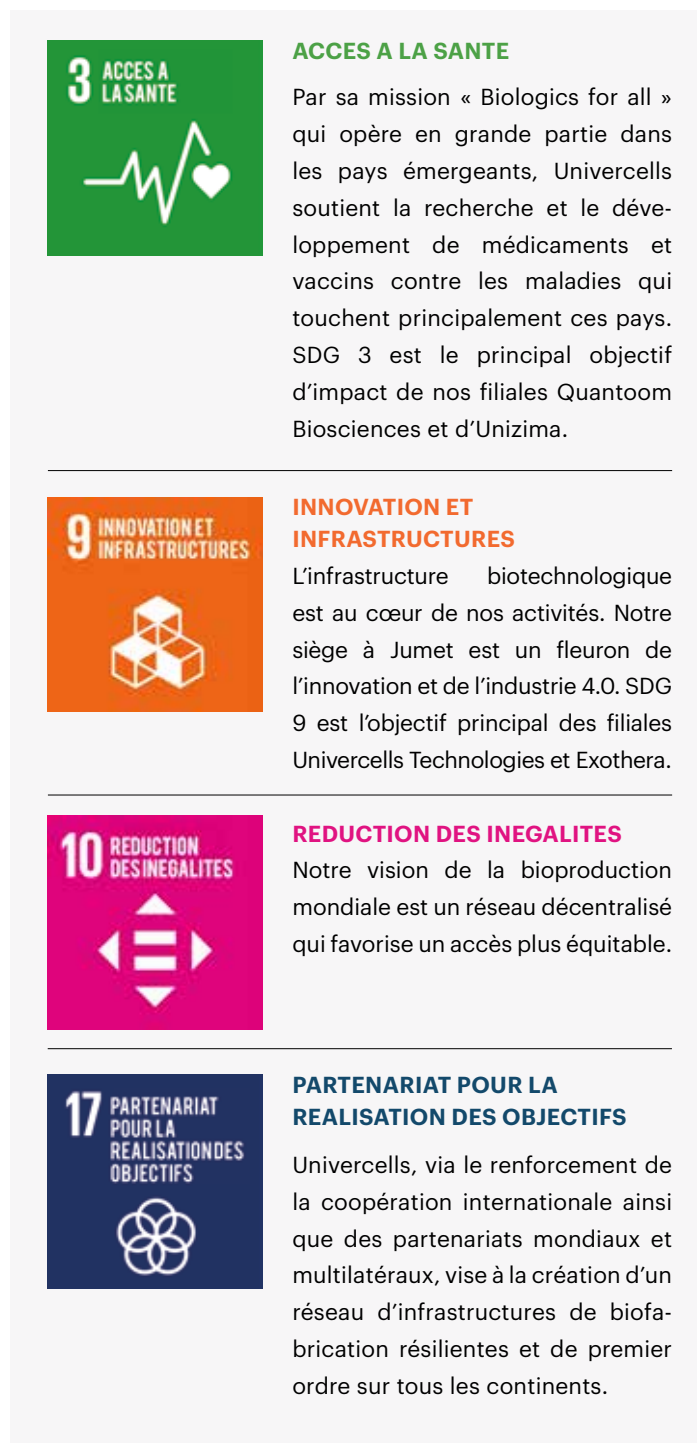 3 ACCES A
LA SANTE
ACCES A LA SANTE
Par sa mission « Biologics for all »
qui opère en grande partie dans
les pays émergeants, Univercells
soutient la recherche et le déve-
loppement de médicaments et
vaccins contre les maladies qui
touchent principalement ces pays.
SDG 3 est le principal objectif
d’impact de nos filiales Quantoom
Biosciences et d’Unizima.
9 INNOVATION ET
INFRASTRUCTURES
INNOVATION ET
INFRASTRUCTURES
L’infrastructure biotechnologique
est au cœur de nos activités. Notre
siège à Jumet est un fleuron de
l’innovation et de l’industrie 4.0. SDG
9 est l’objectif principal des filiales
Univercells Technologies et Exothera.
10 REDUCTION
DES INEGALITES
REDUCTION DES INEGALITES
Notre vision de la bioproduction
mondiale est un réseau décentralisé
qui favorise un accès plus équitable.
17 PARTENARIAT
POUR LA
REALISATION DES
OBJECTIFS
PARTENARIAT POUR LA
REALISATION DES OBJECTIFS
Univercells, via le renforcement de
la coopération internationale ainsi
que des partenariats mondiaux et
multilatéraux, vise à la création d’un
réseau d’infrastructures de biofa-
brication résilientes et de premier
ordre sur tous les continents.